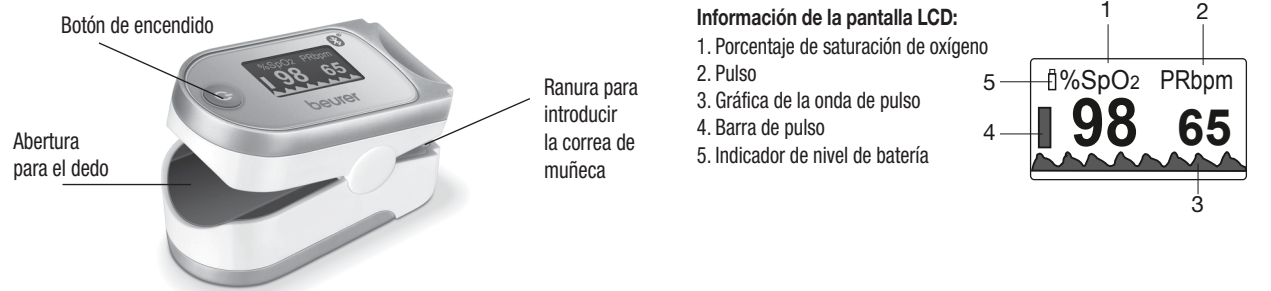 Botón de encendido
Abertura
para el dedo
%SpO2 PRbpm
98 65
beurer
Ranura para
introducir
la correa de
muñeca
Información de la pantalla LCD:
1. Porcentaje de saturación de oxígeno
2. Pulso
3. Gráfica de la onda de pulso
4. Barra de pulso
5. Indicador de nivel de batería
1 2
5 %SpO2 PRbpm
4 98 65
3